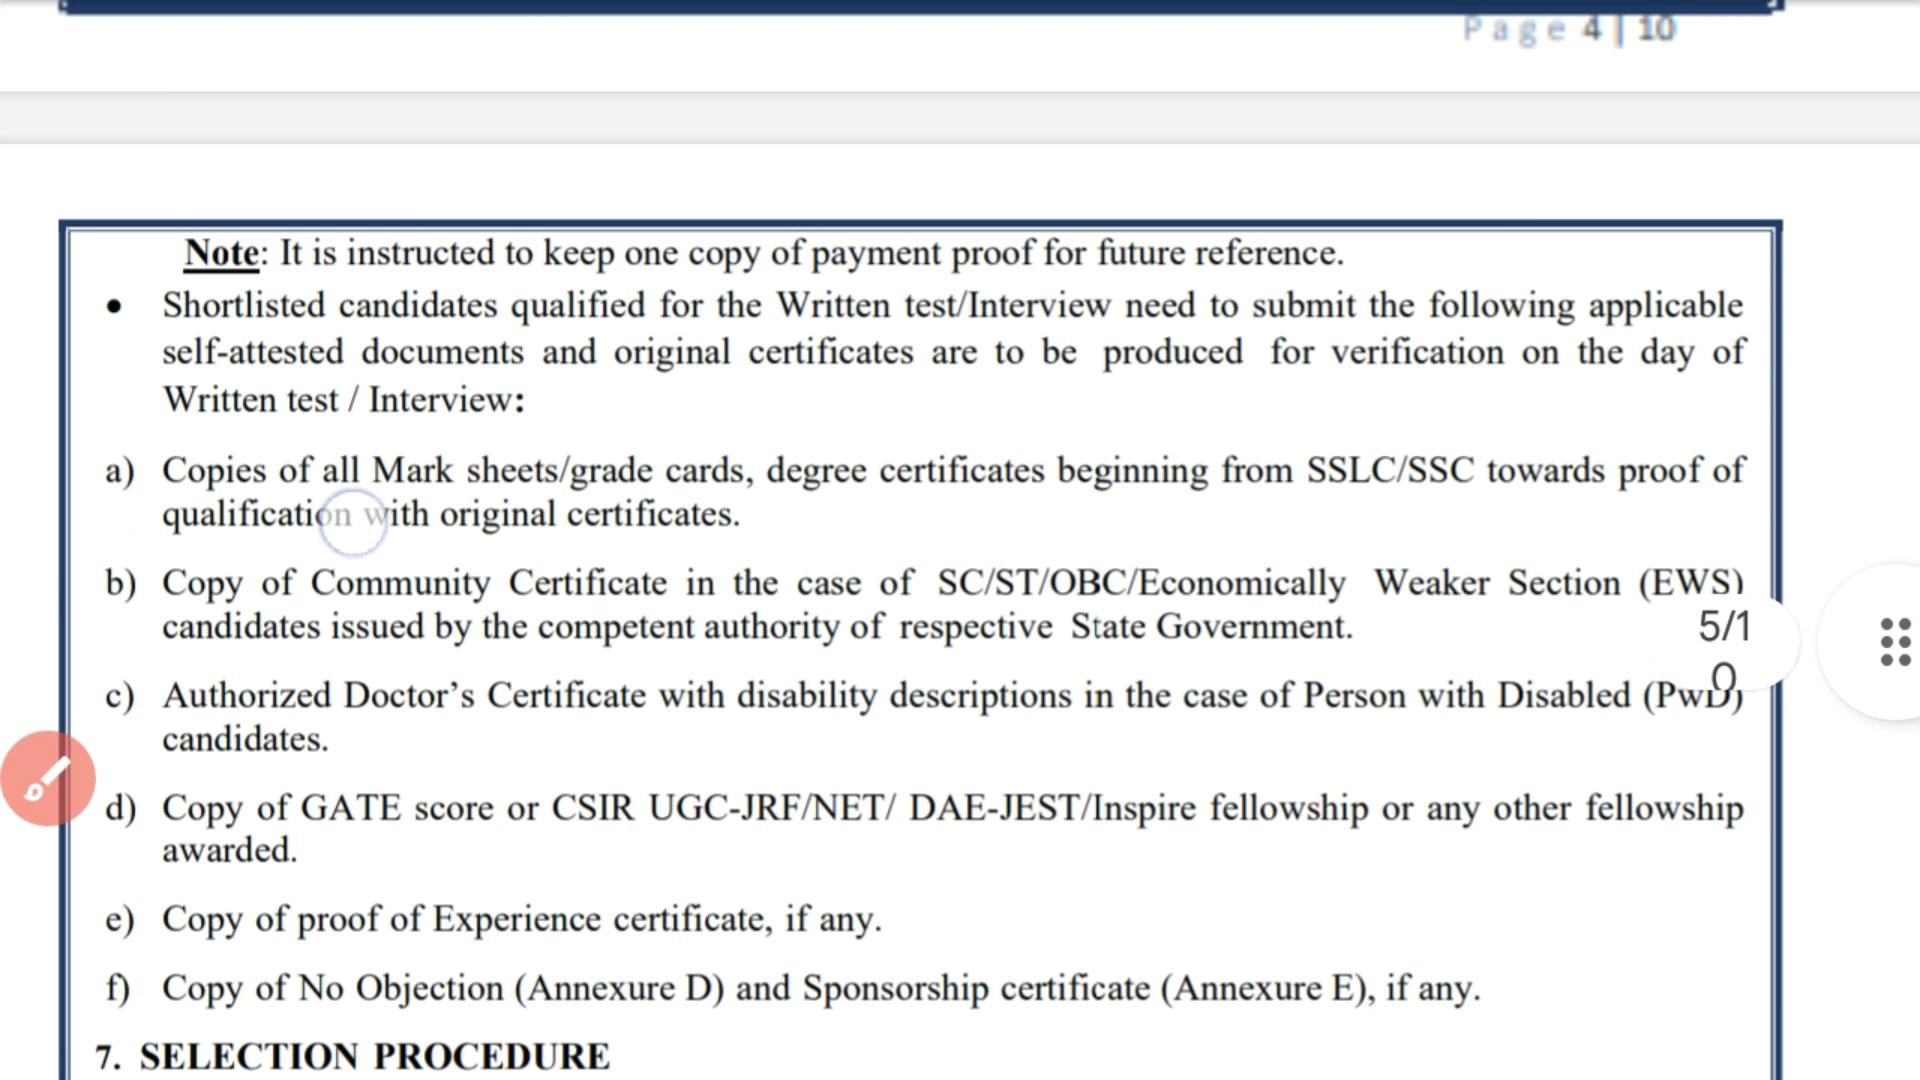 Page 4 | 10
Note: It is instructed to keep one copy of payment proof for future reference.
• Shortlisted candidates qualified for the Written test/Interview need to submit the following applicable
self-attested documents and original certificates are to be produced for verification on the day of
Written test / Interview:
a) Copies of all Mark sheets/grade cards, degree certificates beginning from SSLC/SSC towards proof of
qualification with original certificates.
b) Copy of Community Certificate in the case of SC/ST/OBC/Economically Weaker Section (EWS)
candidates issued by the competent authority of respective State Government.
5/1
0
c) Authorized Doctor’s Certificate with disability descriptions in the case of Person with Disabled (PwD)
candidates.
d) Copy of GATE score or CSIR UGC-JRF/NET/ DAE-JEST/Inspire fellowship or any other fellowship
awarded.
e) Copy of proof of Experience certificate, if any.
f) Copy of No Objection (Annexure D) and Sponsorship certificate (Annexure E), if any.
7. SELECTION PROCEDURE